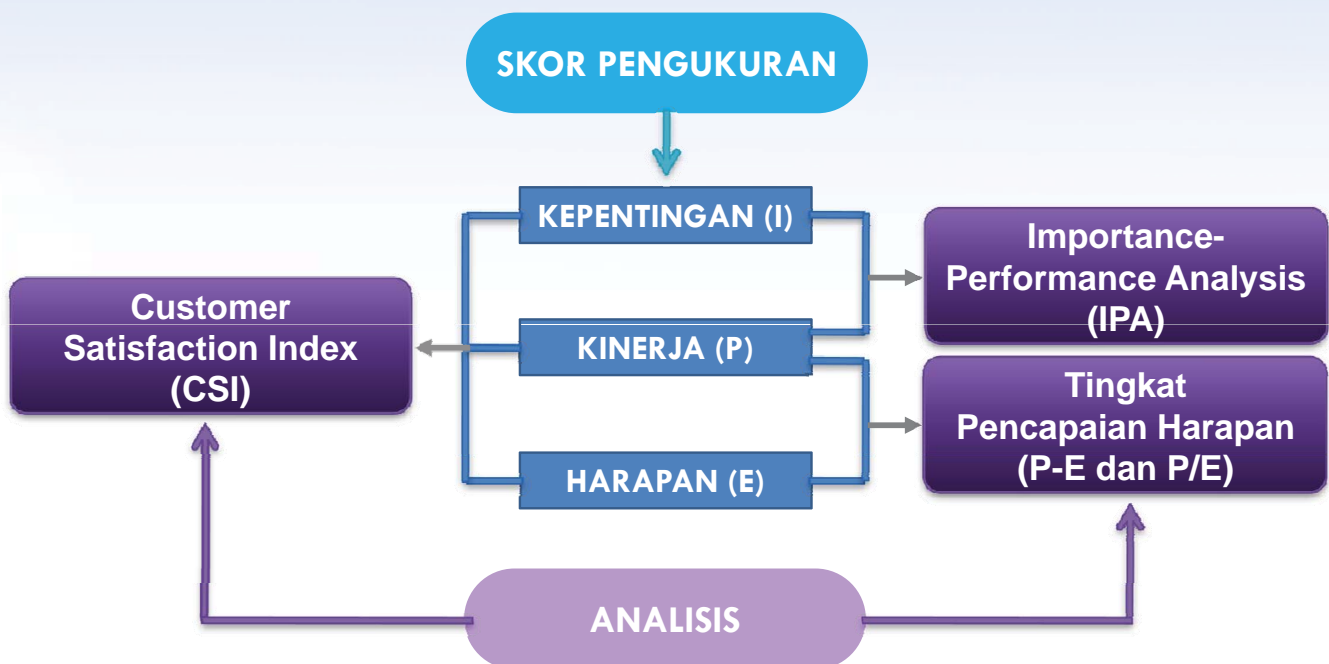 SKOR PENGUKURAN
KEPENTINGAN (I)
KINERJA (P)
HARAPAN (E)
Customer
Satisfaction Index
(CSI)
Importance-
Performance Analysis
(IPA)
Tingkat
Pencapaian Harapan
(P-E dan P/E)
ANALISIS